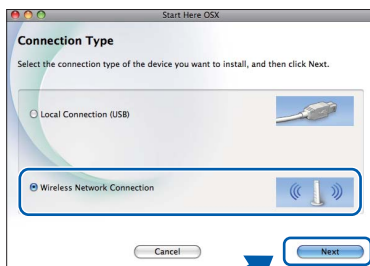 Start Here OSX
Connection Type
Select the connection type of the device you want to install, and then click Next.
Local Connection (USB)
Wireless Network Connection
Cancel
Next